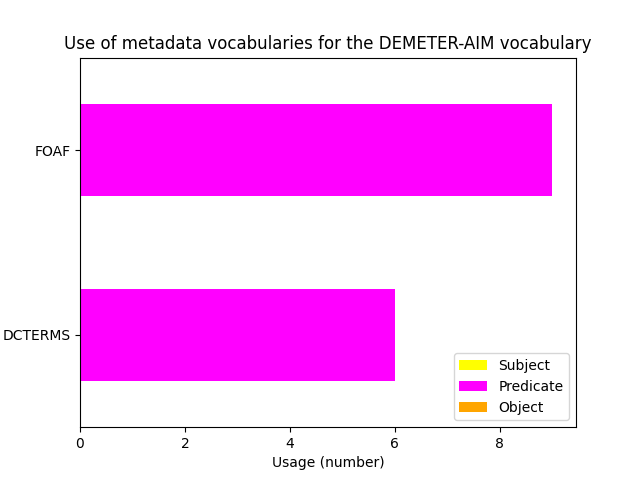 Use of metadata vocabularies for the DEMETER-AIM vocabulary
FOAF
DCTERMS
Subject
Predicate
Object
0 2 4 6 8
Usage (number)